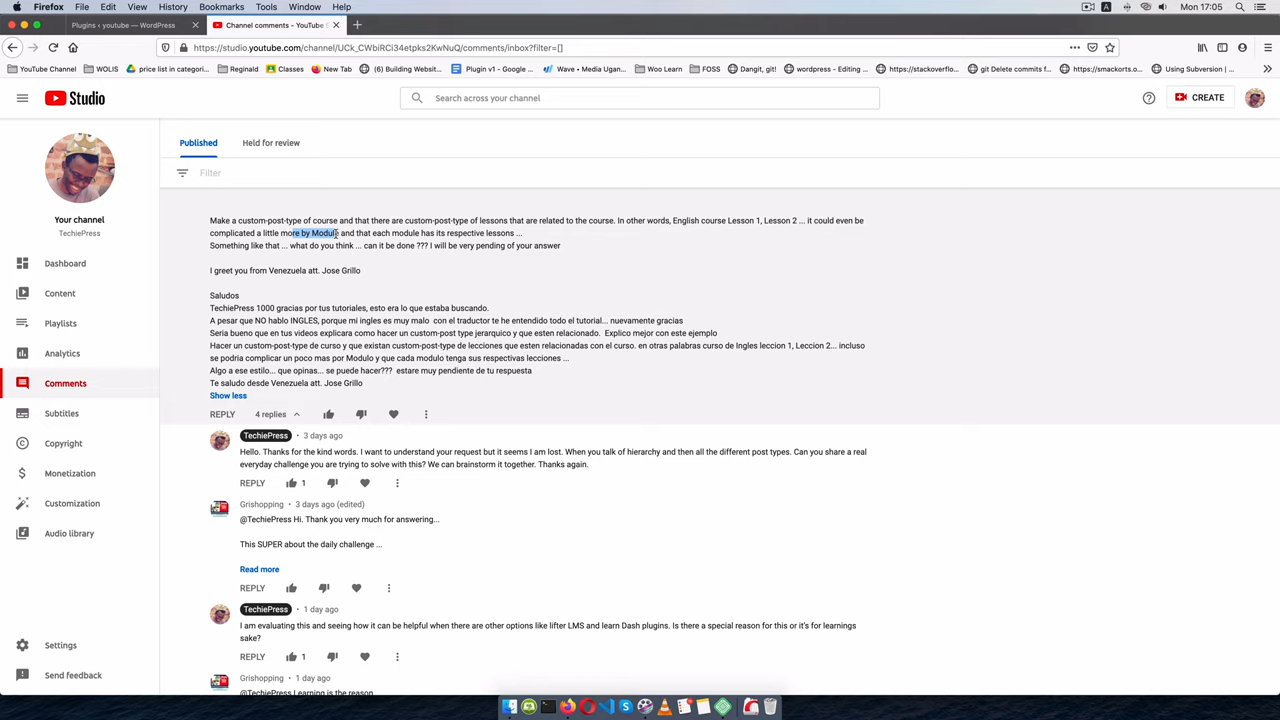 Firefox File Edit View History Bookmarks Tools Window Help Mon 17:05
Plugins ‹ youtube — WordPress
Channel comments - YouTube S
https://studio.youtube.com/channel/UCk_CWbiRCi34etpks2KwNuQ/comments/inbox?filter=[]
YouTube Channel WOLIS price list in categori... Reginald Classes New Tab (6) Building Websit... Plugin v1 - Google ... Wave • Media Ugan... Woo Learn FOSS Dangit, git! wordpress - Editing ... https://stackoverflo... git Delete commits f... https://smackorts.o... Using Subversion | ...
Studio
Search across your channel
CREATE
Published Held for review
Filter
Your channel
TechiePress
Dashboard
Content
Playlists
Analytics
Comments
Subtitles
Copyright
Monetization
Customization
Audio library
Settings
Send feedback
Make a custom-post-type of course and that there are custom-post-type of lessons that are related to the course. In other words, English course Lesson 1, Lesson 2 ... it could even be
complicated a little more by Module and that each module has its respective lessons ...
Something like that ... what do you think ... can it be done ??? I will be very pending of your answer
I greet you from Venezuela att. Jose Grillo
Saludos
TechiePress 1000 gracias por tus tutoriales, esto era lo que estaba buscando.
A pesar que NO hablo INGLES, porque mi ingles es muy malo con el traductor te he entendido todo el tutorial... nuevamente gracias
Seria bueno que en tus videos explicara como hacer un custom-post type jerarquico y que esten relacionado. Explico mejor con este ejemplo
Hacer un custom-post-type de curso y que existan custom-post-type de lecciones que esten relacionados con el curso. en otras palabras curso de Ingles leccion 1, Leccion 2... incluso
se podria complicar un poco mas por Modulo y que cada modulo tenga sus respectivas lecciones ...
Algo a ese estilo... que opinas... se puede hacer??? estare muy pendiente de tu respuesta
Te saludo desde Venezuela att. Jose Grillo
Show less
REPLY 4 replies
TechiePress • 3 days ago
Hello. Thanks for the kind words. I want to understand your request but it seems I am lost. When you talk of hierarchy and then all the different post types. Can you share a real
everyday challenge you are trying to solve with this? We can brainstorm it together. Thanks again.
REPLY 1
Grishopping • 3 days ago (edited)
@TechiePress Hi. Thank you very much for answering...
This SUPER about the daily challenge ...
Read more
REPLY
TechiePress • 1 day ago
I am evaluating this and seeing how it can be helpful when there are other options like lifter LMS and learn Dash plugins. Is there a special reason for this or it's for learnings
sake?
REPLY 1
Grishopping • 1 day ago
@TechiePress Learning is the reason